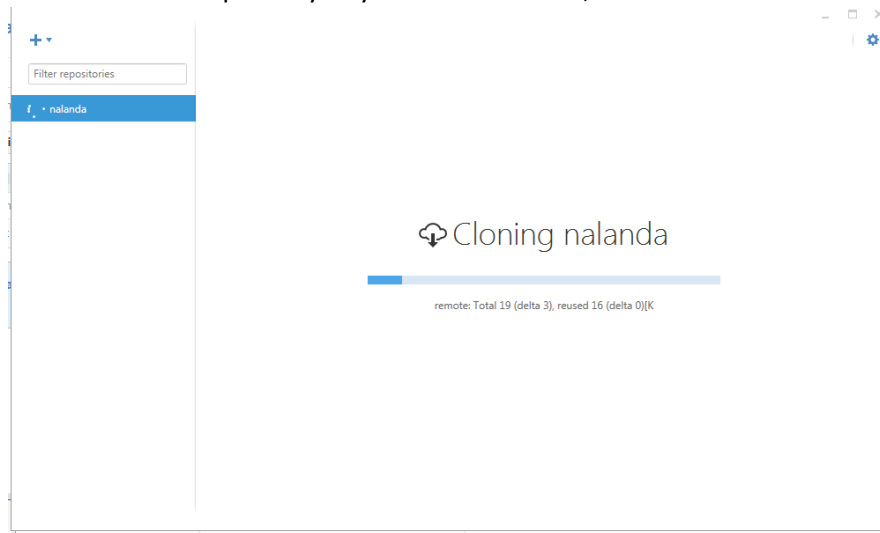 Filter repositories
nalanda
Cloning nalanda
remote: Total 19 (delta 3), reused 16 (delta 0)[K